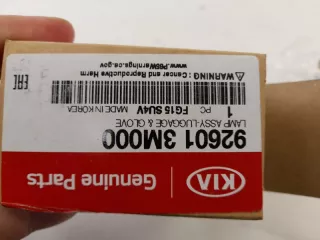 KIA
Genuine Parts
92601 3M000
LAMP ASSY-LUGGAGE & GLOVE
1 PC FG15 SU4V MADE IN KOREA
WARNING : Cancer and Reproductive Harm
www.P65Warnings.ca.gov
EAC